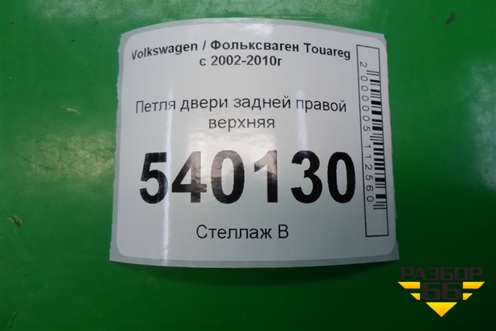 Volkswagen / Фольксваген Touareg
с 2002-2010г
Петля двери задней правой
верхняя
540130
Стеллаж В
2000005112560
РАЗБОР
66